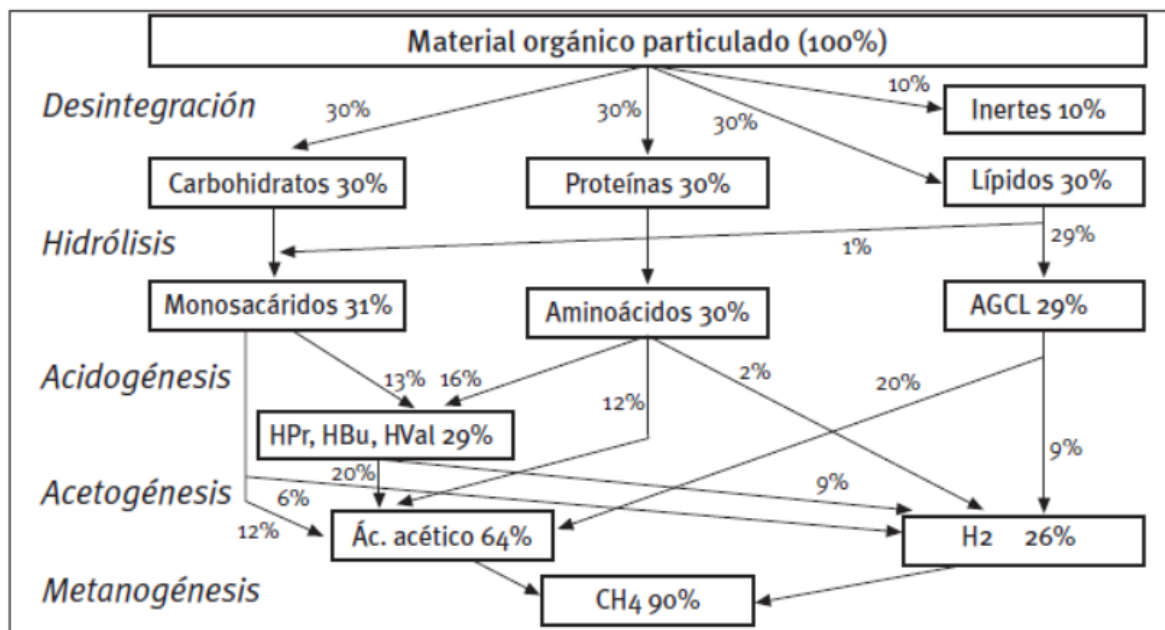 Material orgánico particulado (100%)
Desintegración
30%
30%
30%
10%
Inertes 10%
Carbohidratos 30%
Proteínas 30%
Lípidos 30%
Hidrólisis
1%
29%
Monosacáridos 31%
Aminoácidos 30%
AGCL 29%
Acidogénesis
13%
16%
12%
2%
20%
9%
HPr, HBu, HVal 29%
Acetogénesis
6%
20%
9%
12%
Ác. acético 64%
H2 26%
Metanogénesis
CH4 90%